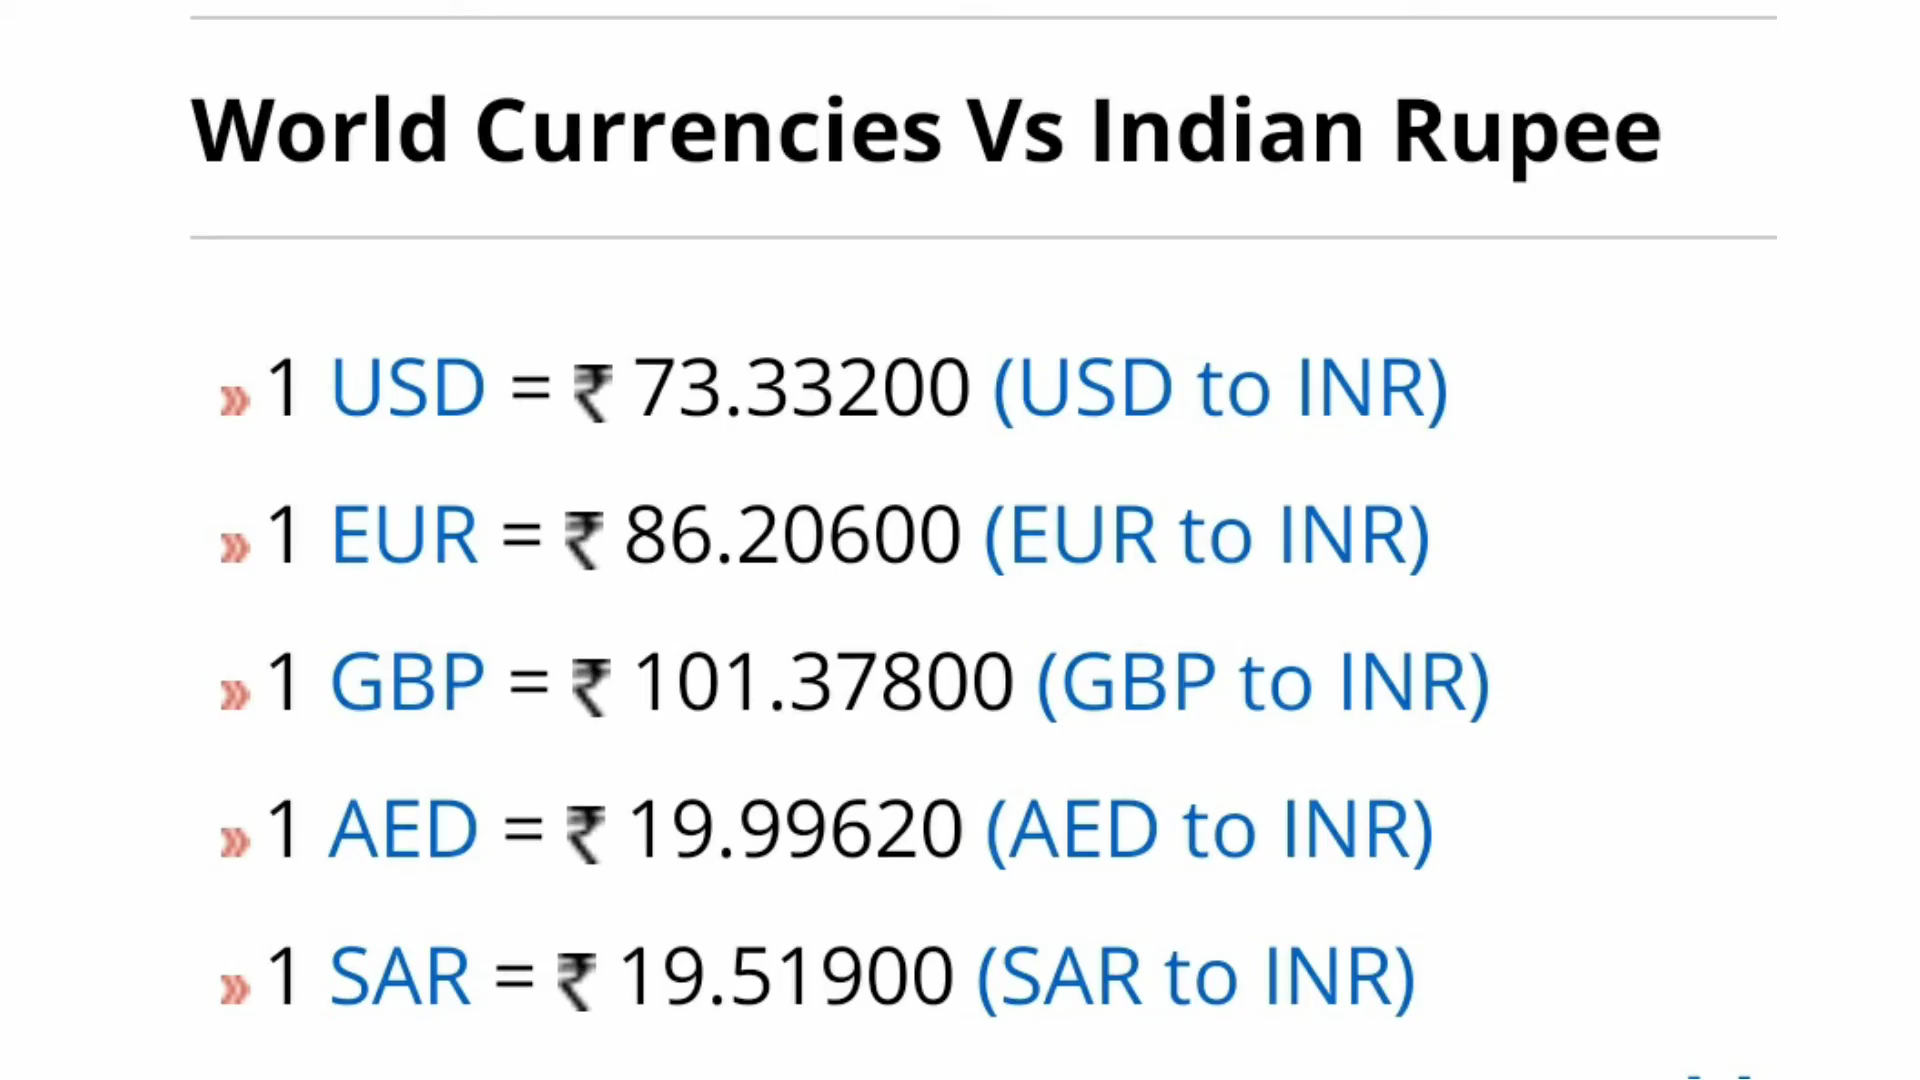 World Currencies Vs Indian Rupee
» 1 USD = ₹ 73.33200 (USD to INR)
» 1 EUR = ₹ 86.20600 (EUR to INR)
» 1 GBP = ₹ 101.37800 (GBP to INR)
» 1 AED = ₹ 19.99620 (AED to INR)
» 1 SAR = ₹ 19.51900 (SAR to INR)